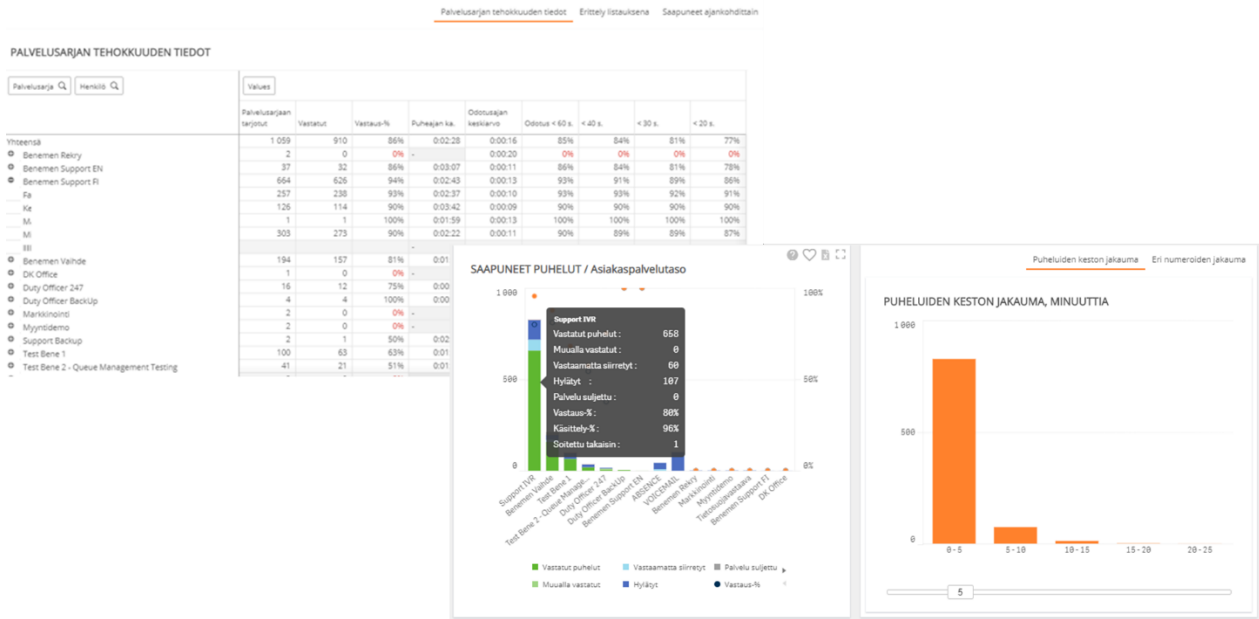 Palvelusarjan tehokkuuden tiedot Erittely listauksena Saapuneet ajankohdittain
PALVELUSARJAN TEHOKKUUDEN TIEDOT
Palvelusarja Henkilö Values
Palvelusarjaan tarjotut Vastatut Vastaus-% Puheajan ka. Odotusajan keskiarvo Odotus < 60 s. < 40 s. < 30 s. < 20 s.
Yhteensä 1 059 910 86% 0:02:28 0:00:16 85% 84% 81% 77%
Benemen Rekry 2 0 0% - 0:00:20 0% 0% 0% 0%
Benemen Support EN 37 32 86% 0:03:07 0:00:11 86% 84% 81% 78%
Benemen Support FI 664 626 94% 0:02:43 0:00:13 93% 91% 89% 86%
Fa 257 238 93% 0:02:37 0:00:10 93% 93% 92% 91%
Ke 126 114 90% 0:03:42 0:00:09 90% 90% 90% 90%
M 1 1 100% 0:01:59 0:00:13 100% 100% 100% 100%
Mi 303 273 90% 0:02:22 0:00:11 90% 89% 89% 87%
-
Benemen Vaihde 194 157 81% 0:01:
DK Office 1 0 0% -
Duty Officer 247 16 12 75% 0:00:
Duty Officer BackUp 4 4 100% 0:00:
Markkinointi 2 0 0% -
Myyntidemo 2 0 0% -
Support Backup 2 1 50% 0:02:
Test Bene 1 100 63 63% 0:01:
Test Bene 2 - Queue Management Testing 41 21 51% 0:01:
SAAPUNEET PUHELUT / Asiakaspalvelutaso
1000 100%
500 50%
0 0%
Support IVR
Vastatut puhelut : 658
Muualla vastatut : 0
Vastaamatta siirretyt : 60
Hylätyt : 107
Palvelu suljettu : 0
Vastaus-% : 80%
Käsittely-% : 96%
Soitettu takaisin : 1
Support IVR
Benemen Vaihde
Test Bene 1
Test Bene 2 - Queue Manage...
Duty Officer 247
Duty Officer BackUp
Benemen Support EN
ABSENCE
VOICEMAIL
Benemen Rekry
Markkinointi
Myyntidemo
Tietosuojavastaava
Benemen Support FI
DK Office
Vastatut puhelut Vastaamatta siirretyt Palvelu suljettu
Muualla vastatut Hylätyt Vastaus-%
Puheluiden keston jakauma Eri numeroiden jakauma
PUHELUIDEN KESTON JAKAUMA, MINUUTTIA
1000
500
0
0-5 5-10 10-15 15-20 20-25
5